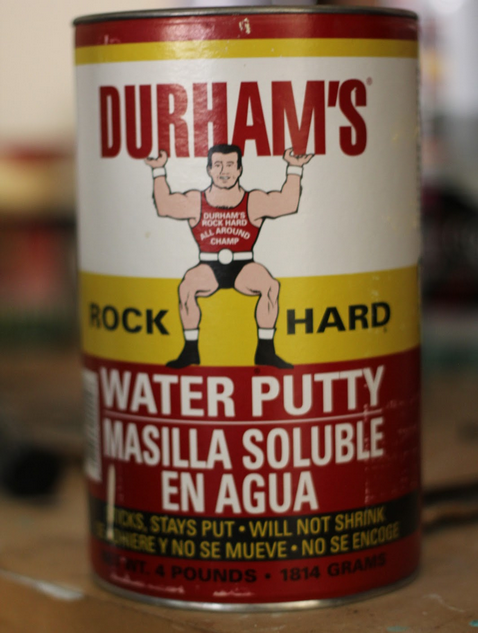 DURHAM'S®
DURHAM'S
ROCK HARD
ALL AROUND
CHAMP
ROCK HARD
WATER PUTTY
MASILLA SOLUBLE
EN AGUA
STAYS PUT • WILL NOT SHRINK
Y NO SE MUEVE • NO SE ENCOGE
WT. 4 POUNDS • 1814 GRAMS